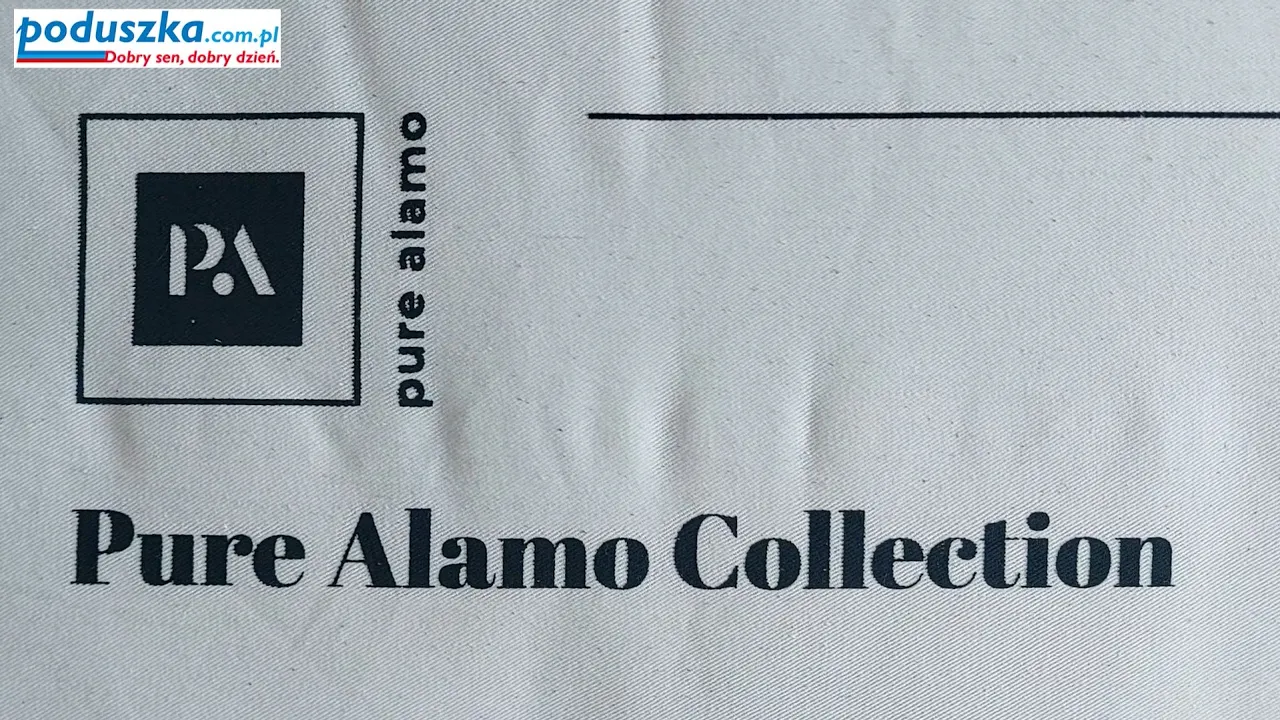 poduszka.com.pl
Dobry sen, dobry dzień.
PA
pure alamo
Pure Alamo Collection